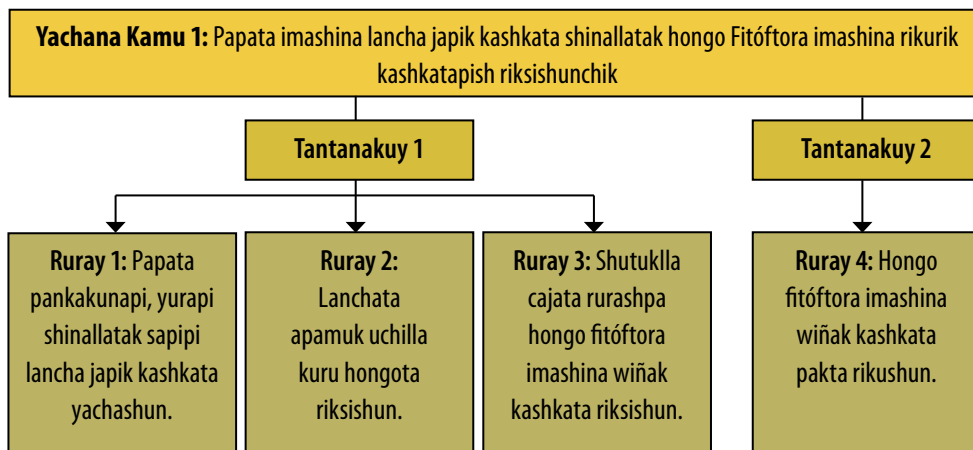 Yachana Kamu 1: Papata imashina lancha japik kashkata shinallatak hongo Fitóftora imashina rikurik
kashkatapish riksishunchik
Tantanakuy 1
Tantanakuy 2
Ruray 1: Papata
pankakunapi, yurapi
shinallatak sapipi
lancha japik kashkata
yachashun.
Ruray 2:
Lanchata
apamuk uchilla
kuru hongota
riksishun.
Ruray 3: Shutuklla
cajata rurashpa
hongo fitóftora
imashina wiñak
kashkata riksishun.
Ruray 4: Hongo
fitóftora imashina
wiñak kashkata
pakta rikushun.